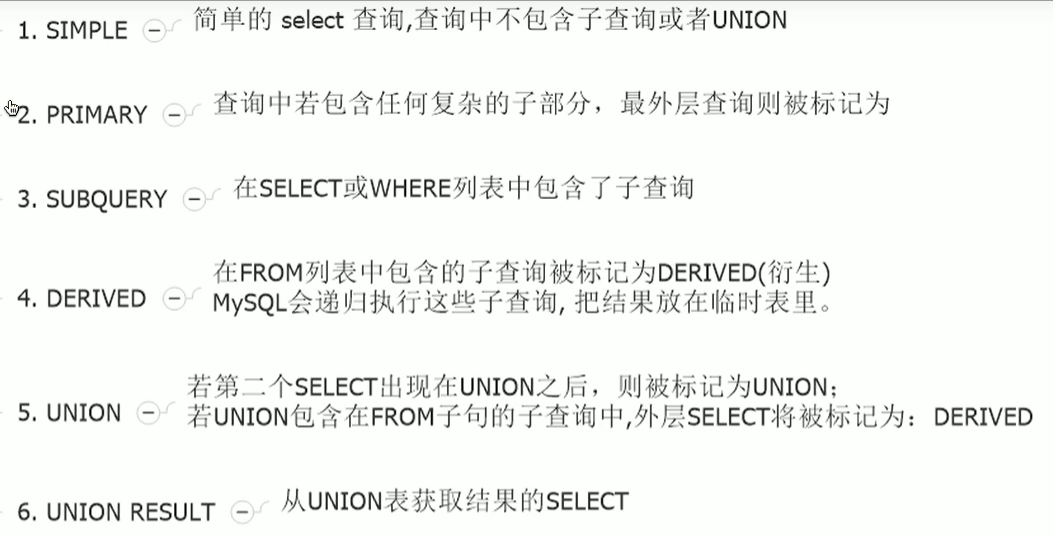 1. SIMPLE 简单的 select 查询,查询中不包含子查询或者UNION
2. PRIMARY 查询中若包含任何复杂的子部分，最外层查询则被标记为
3. SUBQUERY 在SELECT或WHERE列表中包含了子查询
4. DERIVED 在FROM列表中包含的子查询被标记为DERIVED(衍生)
MySQL会递归执行这些子查询, 把结果放在临时表里。
5. UNION 若第二个SELECT出现在UNION之后，则被标记为UNION；
若UNION包含在FROM子句的子查询中,外层SELECT将被标记为：DERIVED
6. UNION RESULT 从UNION表获取结果的SELECT